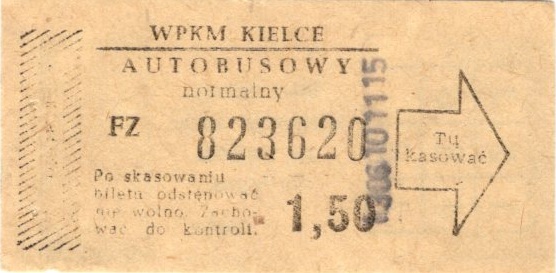 WPKM KIELCE
AUTOBUSOWY
normalny
FZ 823620
Po skasowaniu
biletu odstępować
nie wolno. Zacho-
wać do kontroli.
1,50
Tu
kasować